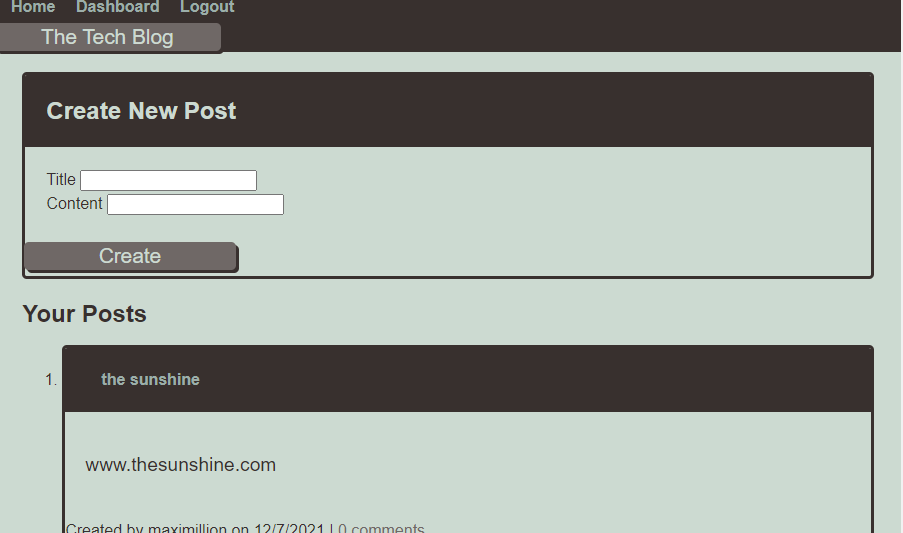 Home Dashboard Logout
The Tech Blog
Create New Post
Title
Content
Create
Your Posts
1. the sunshine
www.thesunshine.com
Created by maximillion on 12/7/2021 | 0 comments